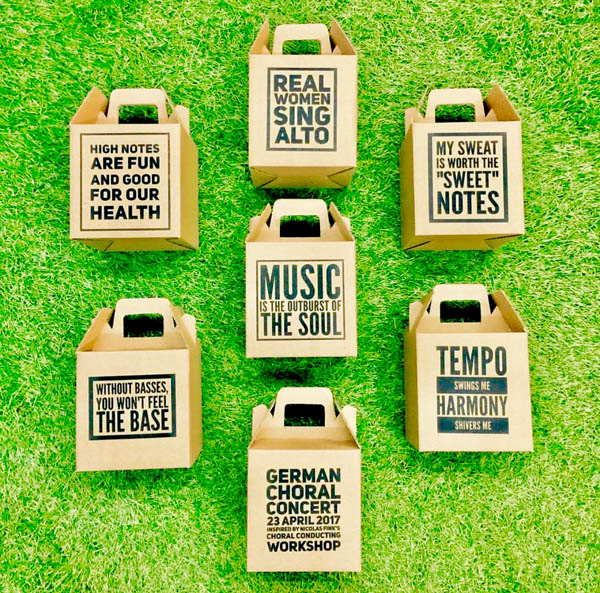 REAL
WOMEN
SING
ALTO
HIGH NOTES
ARE FUN
AND GOOD
FOR OUR
HEALTH
MY SWEAT
IS WORTH THE
"SWEET"
NOTES
MUSIC
IS THE OUTBURST OF
THE SOUL
WITHOUT BASSES,
YOU WON'T FEEL
THE BASE
TEMPO
SWINGS ME
HARMONY
SHIVERS ME
GERMAN
CHORAL
CONCERT
23 APRIL 2017
INSPIRED BY NICOLAS FINK'S
CHORAL CONDUCTING
WORKSHOP